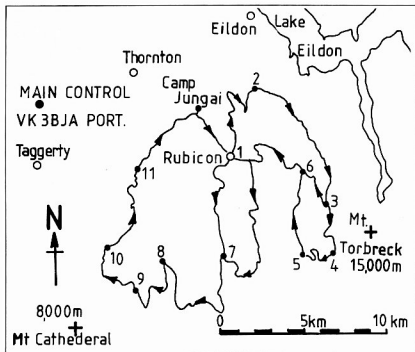 Eildon
Lake
Eildon
Thornton
Camp
Jungai
2
MAIN CONTROL
VK3BJA PORT.
Taggerty
Rubicon
1
11
6
3
N
Mt
Torbreck
15,000m
10
9
8
7
5
4
8,000m
Mt Cathederal
0
5km
10 km